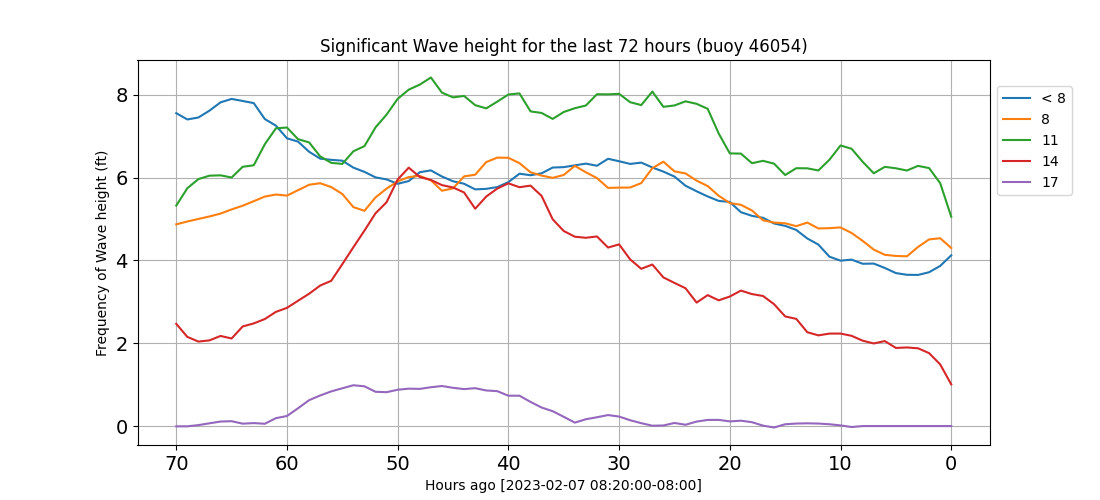 Significant Wave height for the last 72 hours (buoy 46054)
Frequency of Wave height (ft)
8
6
4
2
0
70 60 50 40 30 20 10 0
Hours ago [2023-02-07 08:20:00-08:00]
< 8
8
11
14
17